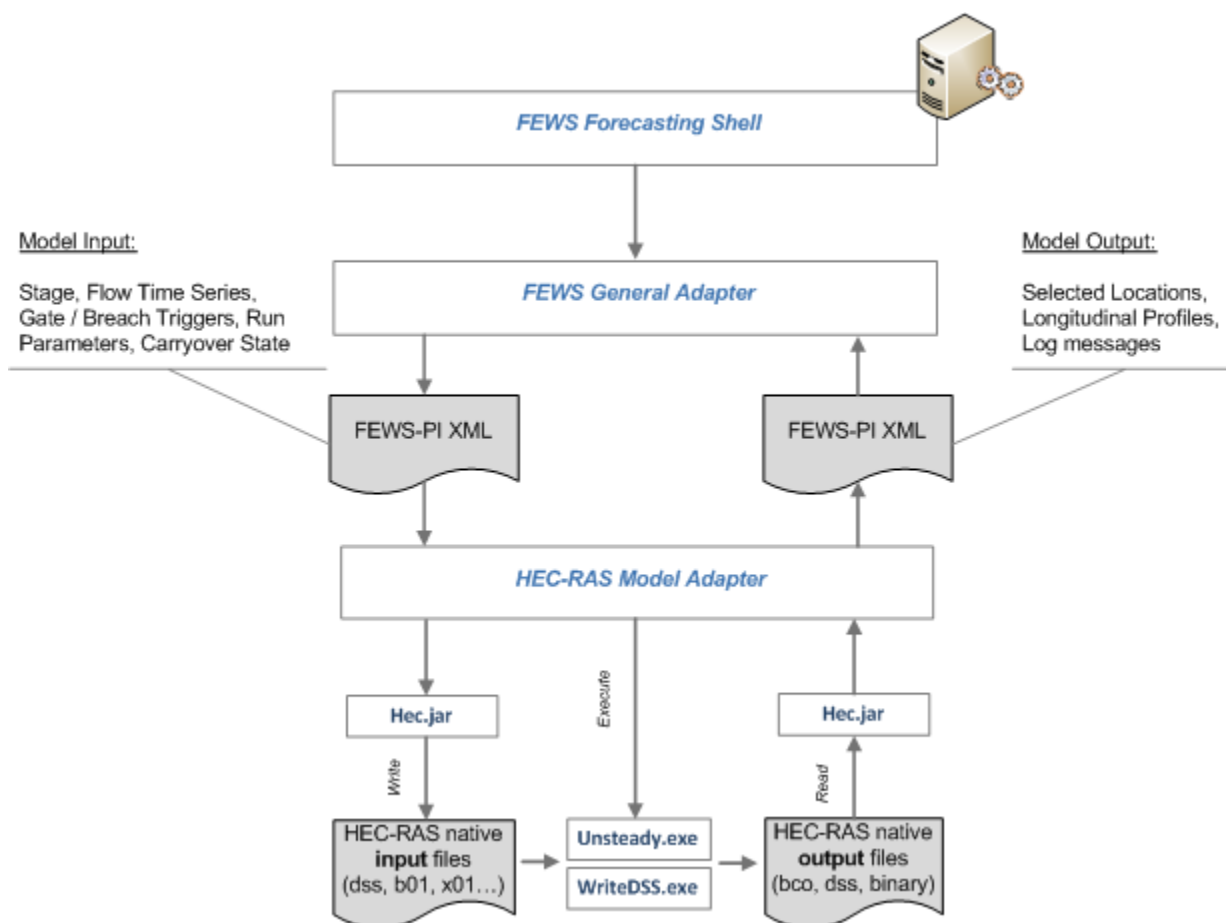 FEWS Forecasting Shell
Model Input:
Stage, Flow Time Series,
Gate / Breach Triggers, Run
Parameters, Carryover State
FEWS General Adapter
Model Output:
Selected Locations,
Longitudinal Profiles,
Log messages
FEWS-PI XML
FEWS-PI XML
HEC-RAS Model Adapter
Hec.jar
Execute
Hec.jar
Write
Read
HEC-RAS native
input files
(dss, b01, x01...)
Unsteady.exe
WriteDSS.exe
HEC-RAS native
output files
(bco, dss, binary)